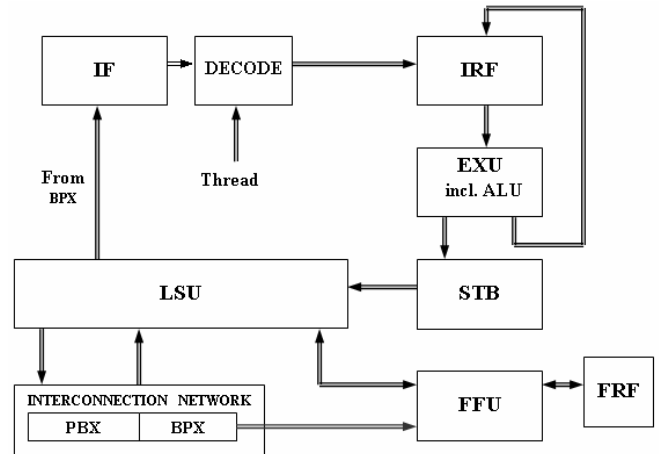 IF
DECODE
IRF
EXU
incl. ALU
From
BPX
Thread
LSU
STB
INTERCONNECTION NETWORK
PBX
BPX
FFU
FRF